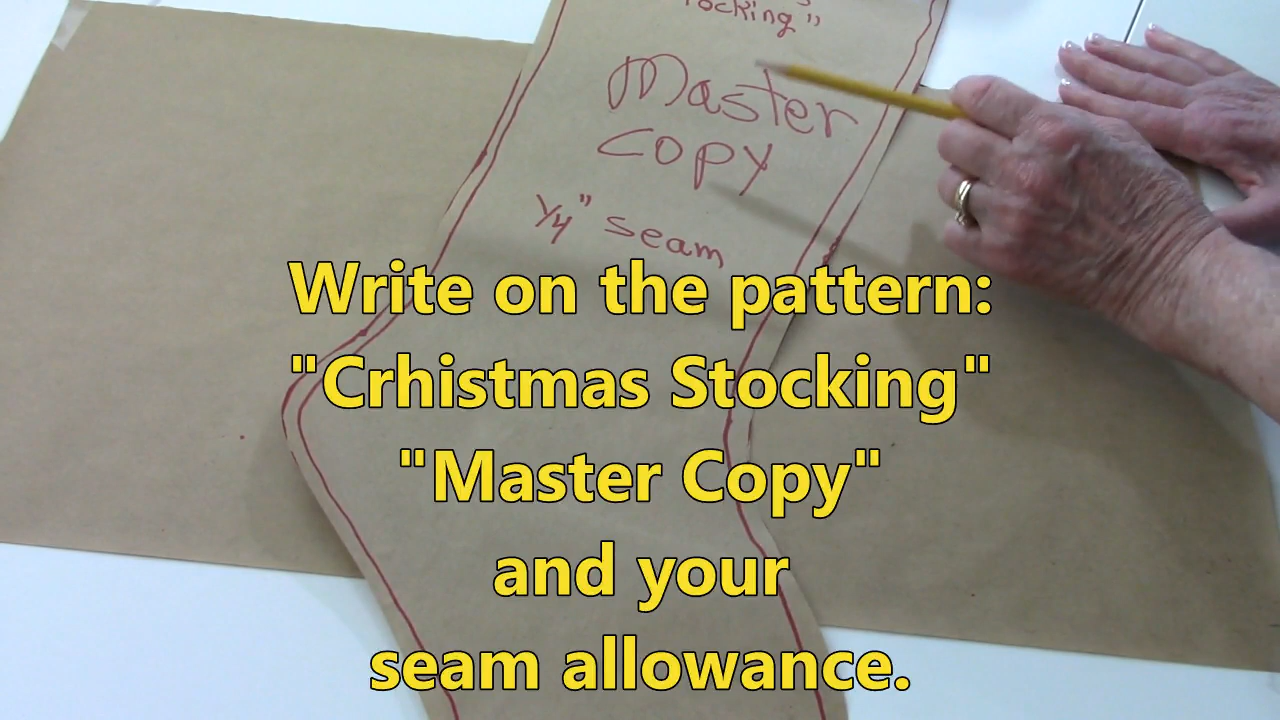 ocking"
Master
copy
1/4" seam
Write on the pattern:
"Crhistmas Stocking"
"Master Copy"
and your
seam allowance.